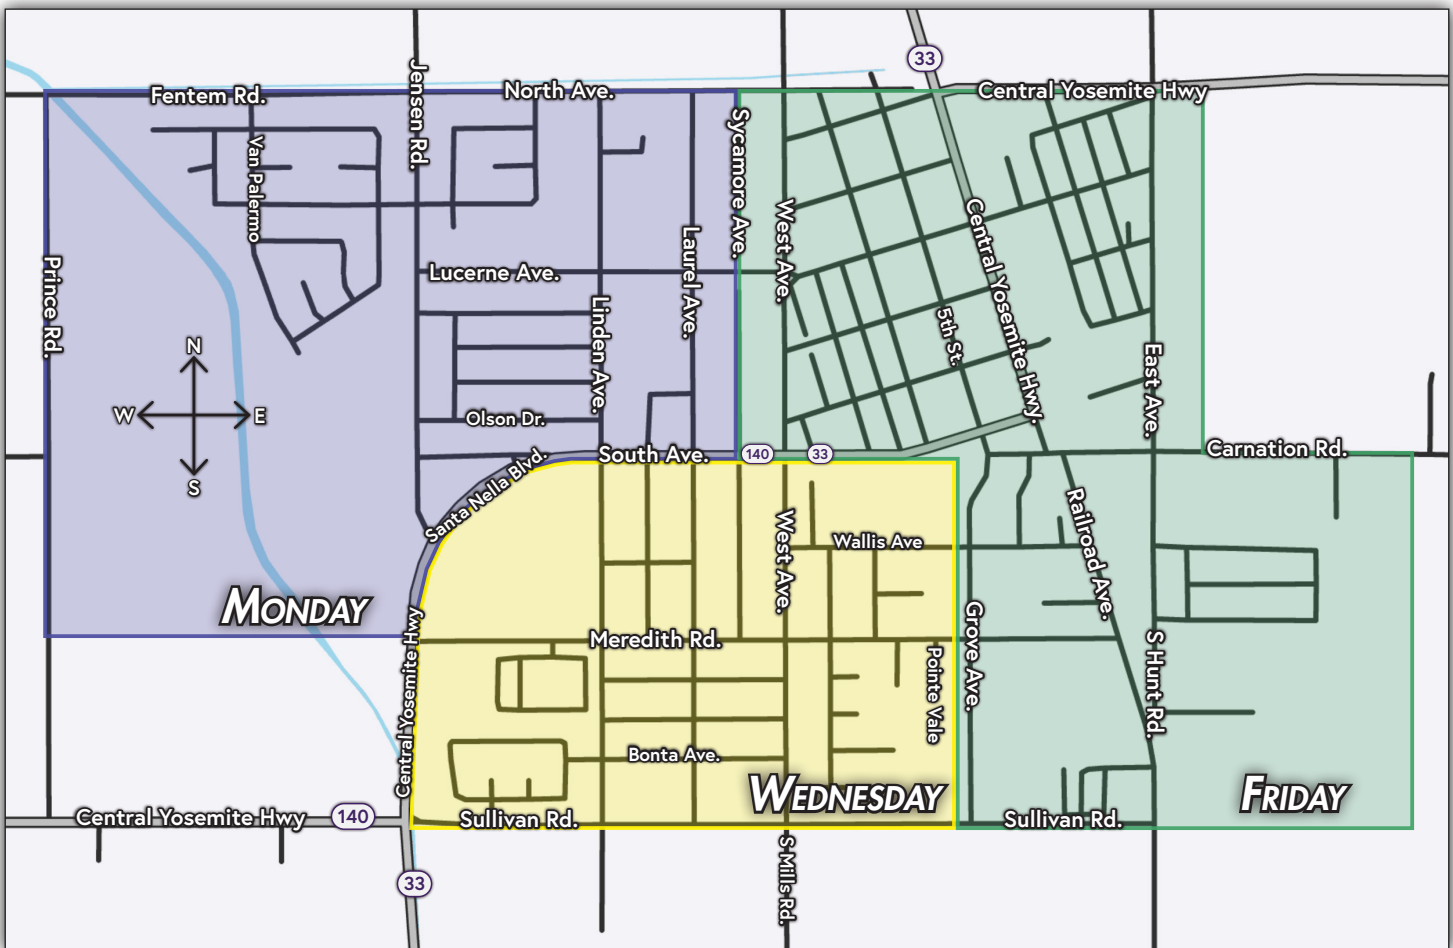 33
Fentem Rd.
Jensen Rd.
North Ave.
Central Yosemite Hwy
Van Palermo
Sycamore Ave.
West Ave.
Central Yosemite Hwy.
Prince Rd.
Laurel Ave.
Lucerne Ave.
Linden Ave.
5th St.
East Ave.
N
W
E
S
Olson Dr.
Santa Nella Blvd.
South Ave.
140
33
Carnation Rd.
Railroad Ave.
West Ave.
Wallis Ave
MONDAY
Central Yosemite Hwy
Meredith Rd.
Grove Ave.
Pointe Vale
S Hunt Rd.
Bonta Ave.
WEDNESDAY
FRIDAY
Central Yosemite Hwy
140
Sullivan Rd.
Sullivan Rd.
S Mills Rd.
33